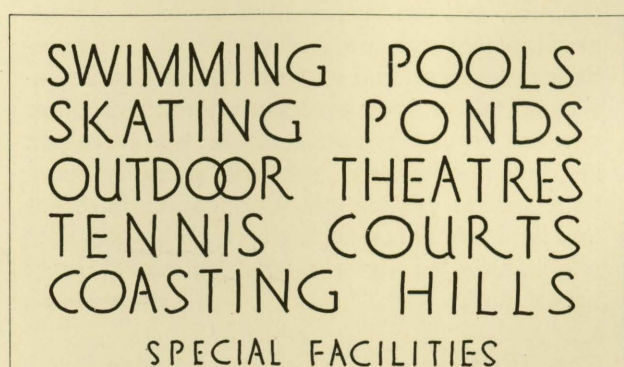 SWIMMING POOLS
SKATING PONDS
OUTDOOR THEATRES
TENNIS COURTS
COASTING HILLS
SPECIAL FACILITIES